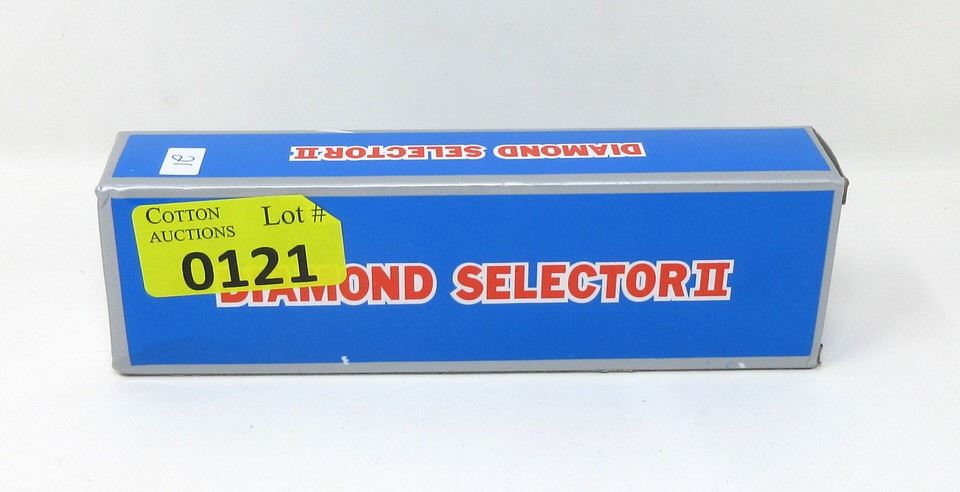 DIAMOND SELECTOR II
COTTON AUCTIONS
Lot #
0121
DIAMOND SELECTOR II